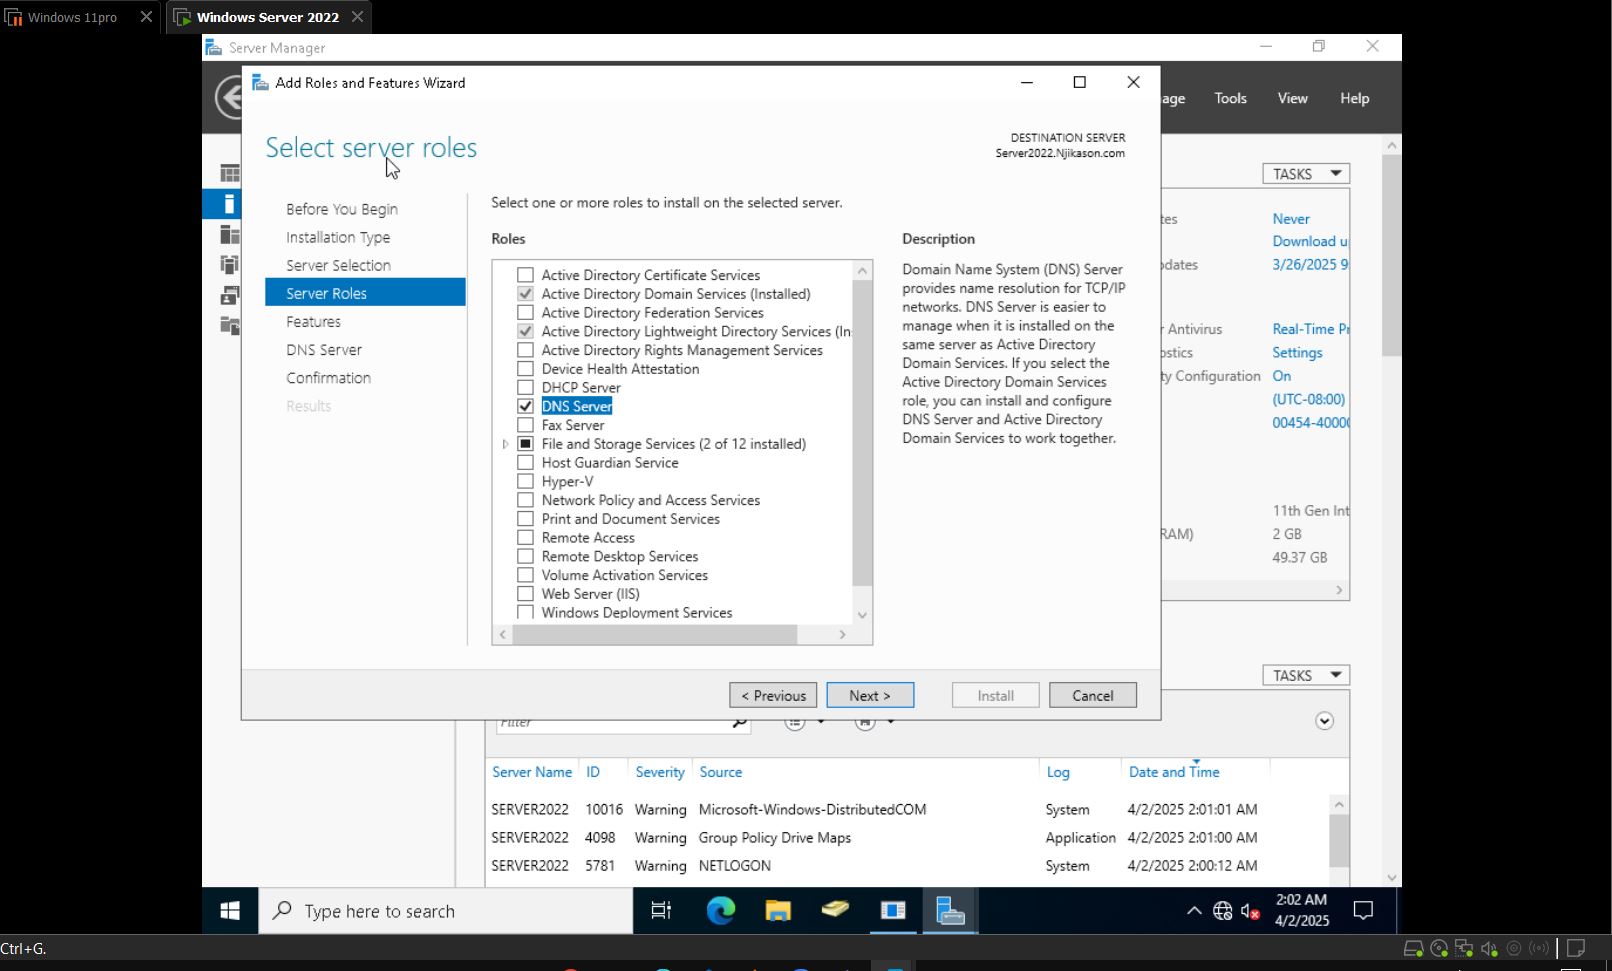 Windows 11pro
Windows Server 2022
Server Manager
Add Roles and Features Wizard
age Tools View Help
Select server roles
DESTINATION SERVER
Server2022.Njikason.com
TASKS
Before You Begin
Installation Type
Server Selection
Server Roles
Features
DNS Server
Confirmation
Results
Select one or more roles to install on the selected server.
Roles
Active Directory Certificate Services
Active Directory Domain Services (Installed)
Active Directory Federation Services
Active Directory Lightweight Directory Services (In
Active Directory Rights Management Services
Device Health Attestation
DHCP Server
DNS Server
Fax Server
File and Storage Services (2 of 12 installed)
Host Guardian Service
Hyper-V
Network Policy and Access Services
Print and Document Services
Remote Access
Remote Desktop Services
Volume Activation Services
Web Server (IIS)
Windows Deployment Services
Description
Domain Name System (DNS) Server
provides name resolution for TCP/IP
networks. DNS Server is easier to
manage when it is installed on the
same server as Active Directory
Domain Services. If you select the
Active Directory Domain Services
role, you can install and configure
DNS Server and Active Directory
Domain Services to work together.
tes Never
Download u
pdates 3/26/2025 9:
r Antivirus Real-Time Pr
ostics Settings
ty Configuration On
(UTC-08:00)
00454-40000
11th Gen Int
RAM) 2 GB
49.37 GB
< Previous Next > Install Cancel
TASKS
Filter
Server Name ID Severity Source Log Date and Time
SERVER2022 10016 Warning Microsoft-Windows-DistributedCOM System 4/2/2025 2:01:01 AM
SERVER2022 4098 Warning Group Policy Drive Maps Application 4/2/2025 2:01:00 AM
SERVER2022 5781 Warning NETLOGON System 4/2/2025 2:00:12 AM
Type here to search
2:02 AM
4/2/2025
Ctrl+G.